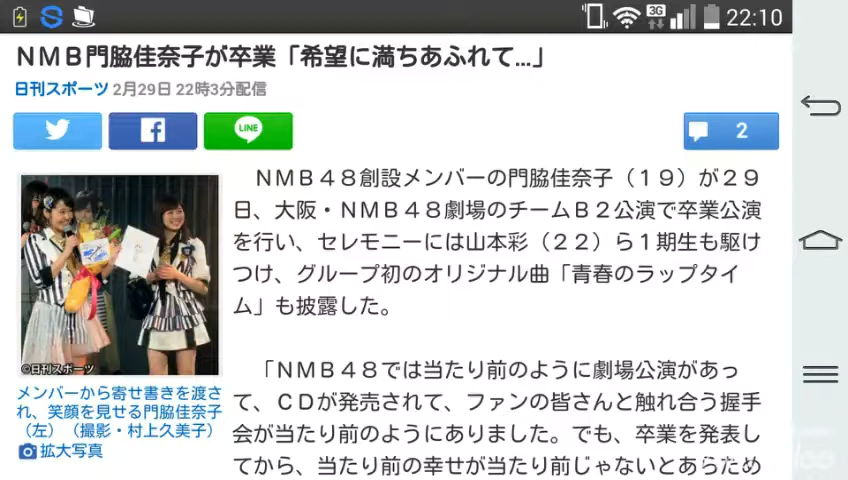 3G
22:10
NMB門脇佳奈子が卒業「希望に満ちあふれて…」
日刊スポーツ 2月29日 22時3分配信
LINE
2
NMB48創設メンバーの門脇佳奈子(19)が29
日、大阪・NMB48劇場のチームB2公演で卒業公演
を行い、セレモニーには山本彩(22)ら1期生も駆け
つけ、グループ初のオリジナル曲「青春のラップタイ
ム」も披露した。
©日刊スポーツ
メンバーから寄せ書きを渡さ
れ、笑顔を見せる門脇佳奈子
(左)(撮影・村上久美子)
拡大写真
「NMB48では当たり前のように劇場公演があっ
て、CDが発売されて、ファンの皆さんと触れ合う握手
会が当たり前のようにありました。でも、卒業を発表し
てから、当たり前の幸せが当たり前じゃないとあらため